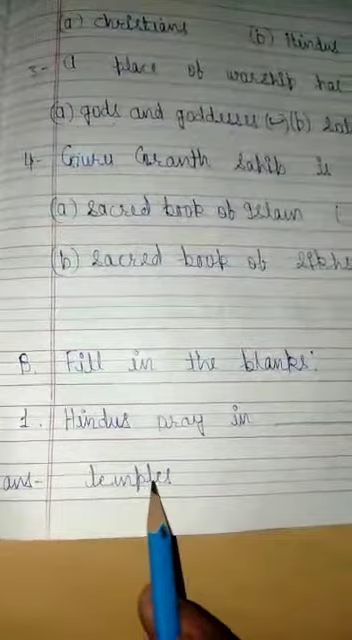 (a) Christians (b) Hindus
3- A place of worship has
(a) gods and goddesses (b)
4- Guru Granth Sahib is
(a) Sacred book of Islam (
(b) Sacred book of Sikhs
B. Fill in the blanks:
1. Hindus pray in
ans- temples